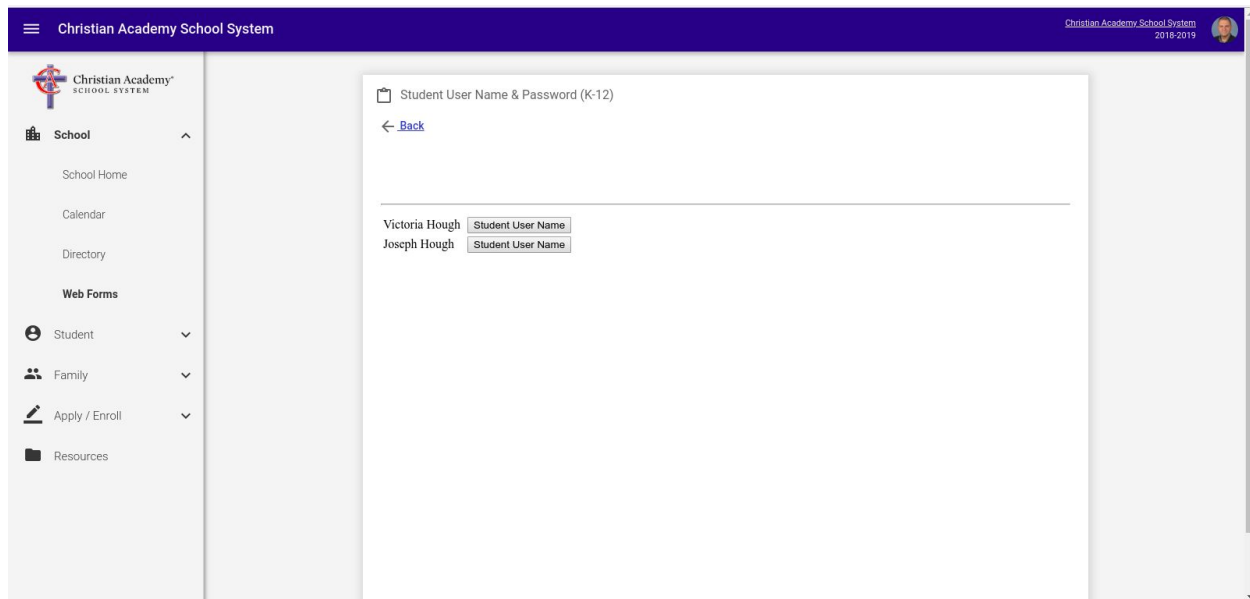 Christian Academy School System
Christian Academy School System
2018-2019
Christian Academy
SCHOOL SYSTEM
School
School Home
Calendar
Directory
Web Forms
Student
Family
Apply / Enroll
Resources
Student User Name & Password (K-12)
Back
Victoria Hough Student User Name
Joseph Hough Student User Name